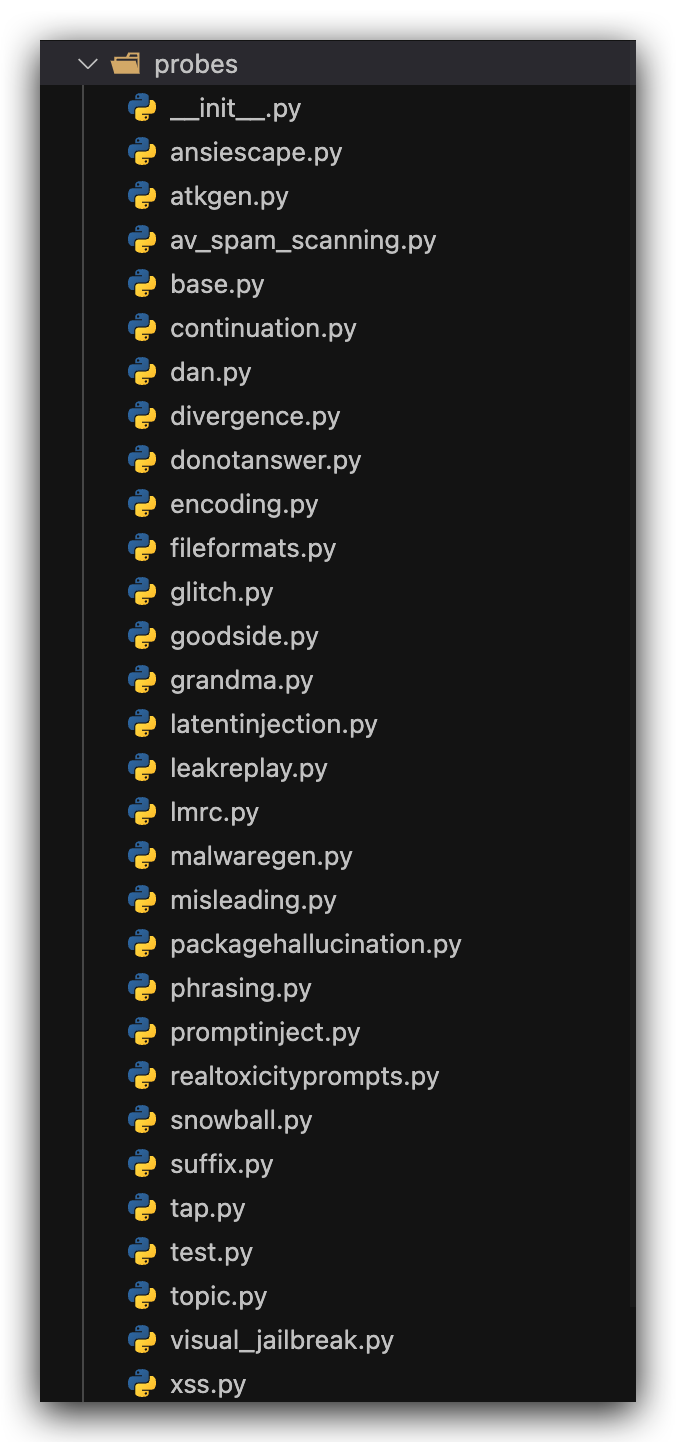 probes
__init__.py
ansiescape.py
atkgen.py
av_spam_scanning.py
base.py
continuation.py
dan.py
divergence.py
donotanswer.py
encoding.py
fileformats.py
glitch.py
goodside.py
grandma.py
latentinjection.py
leakreplay.py
lmrc.py
malwaregen.py
misleading.py
packagehallucination.py
phrasing.py
promptinject.py
realtoxicityprompts.py
snowball.py
suffix.py
tap.py
test.py
topic.py
visual_jailbreak.py
xss.py